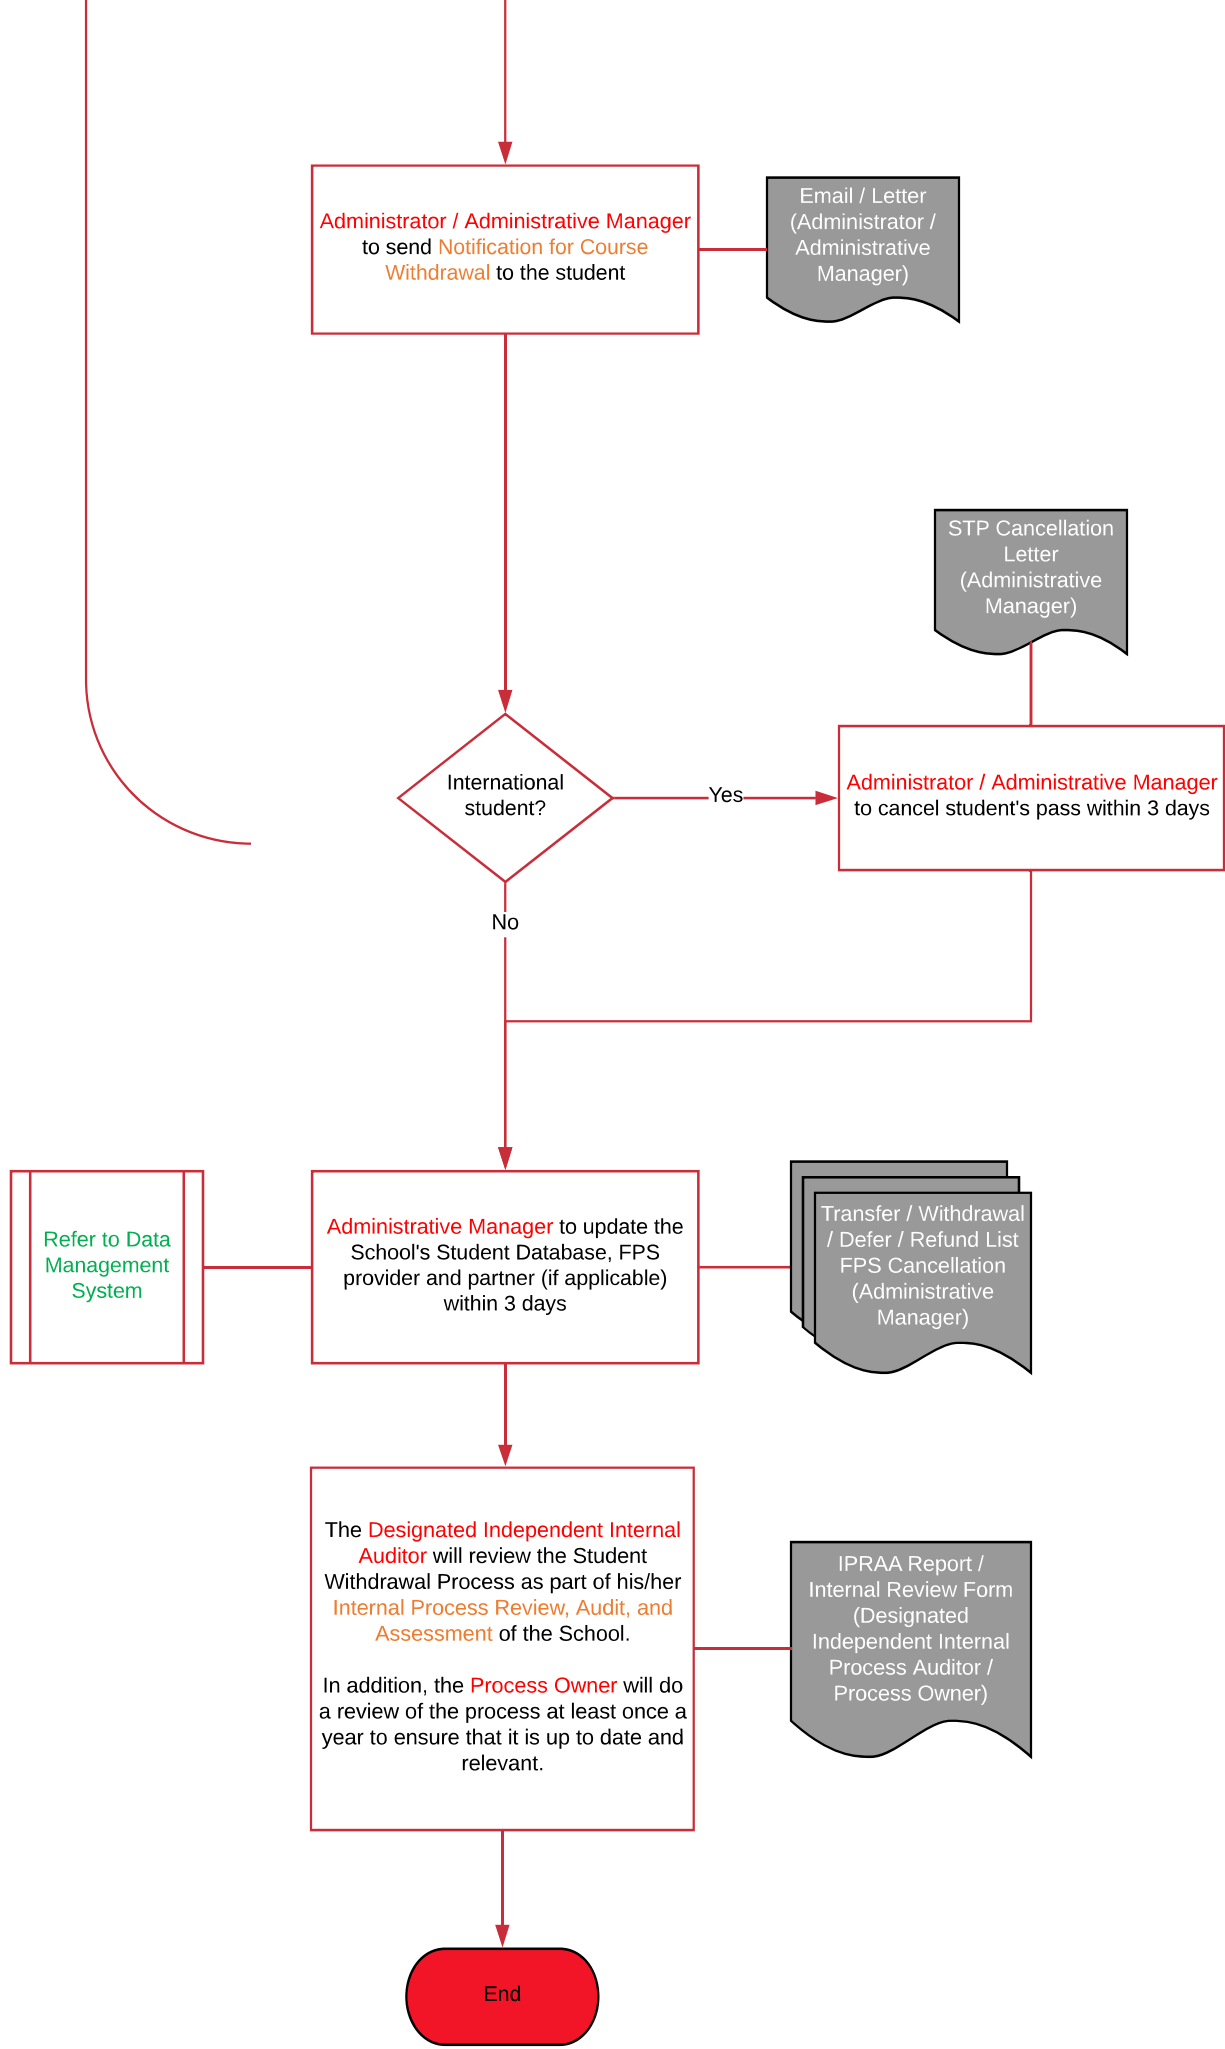 Administrator / Administrative Manager
to send Notification for Course
Withdrawal to the student
Email / Letter
(Administrator /
Administrative
Manager)
STP Cancellation
Letter
(Administrative
Manager)
International
student?
Yes
Administrator / Administrative Manager
to cancel student's pass within 3 days
No
Refer to Data
Management
System
Administrative Manager to update the
School's Student Database, FPS
provider and partner (if applicable)
within 3 days
Transfer / Withdrawal
/ Defer / Refund List
FPS Cancellation
(Administrative
Manager)
The Designated Independent Internal
Auditor will review the Student
Withdrawal Process as part of his/her
Internal Process Review, Audit, and
Assessment of the School.
In addition, the Process Owner will do
a review of the process at least once a
year to ensure that it is up to date and
relevant.
IPRAA Report /
Internal Review Form
(Designated
Independent Internal
Process Auditor /
Process Owner)
End